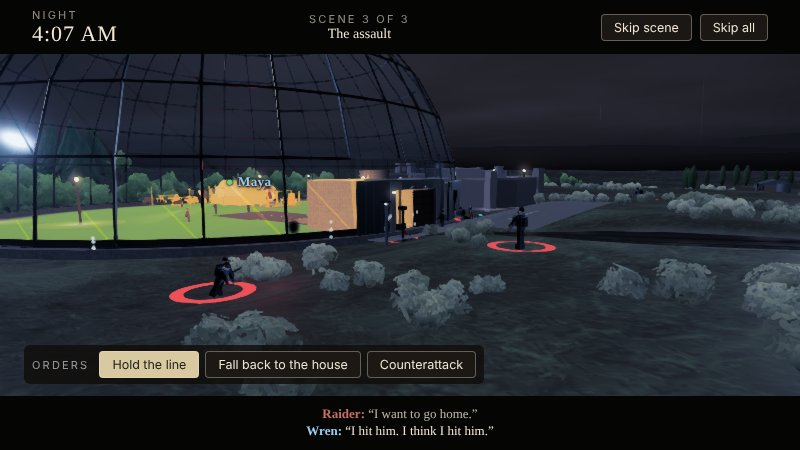 NIGHT
4:07 AM
SCENE 3 OF 3
The assault
Skip scene
Skip all
Maya
ORDERS
Hold the line
Fall back to the house
Counterattack
Raider: “I want to go home.”
Wren: “I hit him. I think I hit him.”